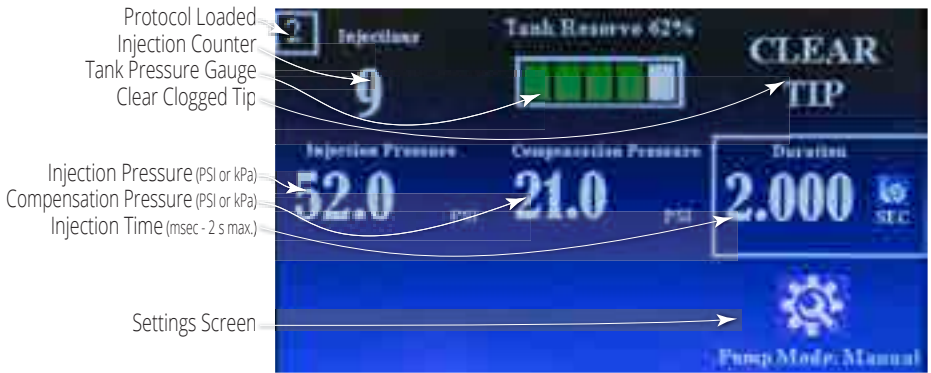 Protocol Loaded
Injection Counter
Tank Pressure Gauge
Clear Clogged Tip
Injection Pressure (PSI or kPa)
Compensation Pressure (PSI or kPa)
Injection Time (msec - 2 s max.)
Settings Screen
2
Injections
9
Tank Reserve 62%
CLEAR
TIP
Injection Pressure
52.0 PSI
Compensation Pressure
21.0 PSI
Duration
2.000 SEC
Pump Mode: Manual